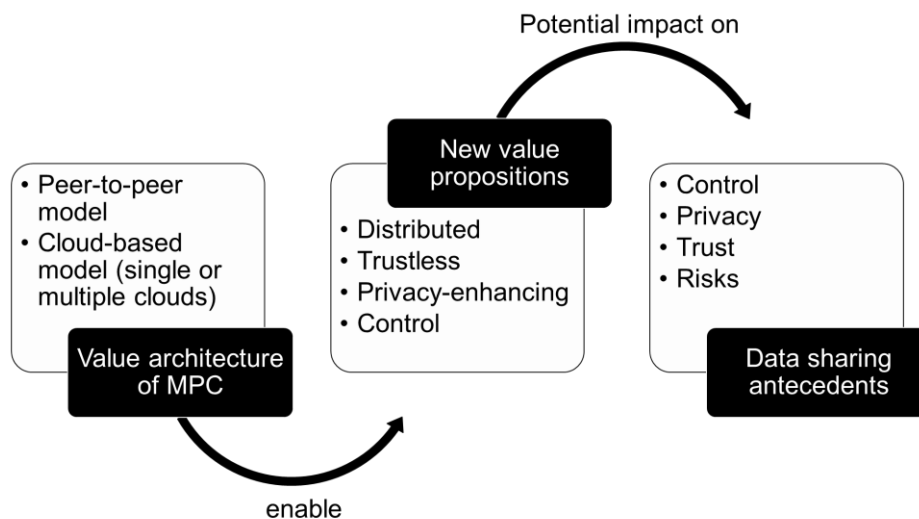 Potential impact on
• Peer-to-peer
model
• Cloud-based
model (single or
multiple clouds)
Value architecture
of MPC
enable
New value
propositions
• Distributed
• Trustless
• Privacy-enhancing
• Control
• Control
• Privacy
• Trust
• Risks
Data sharing
antecedents